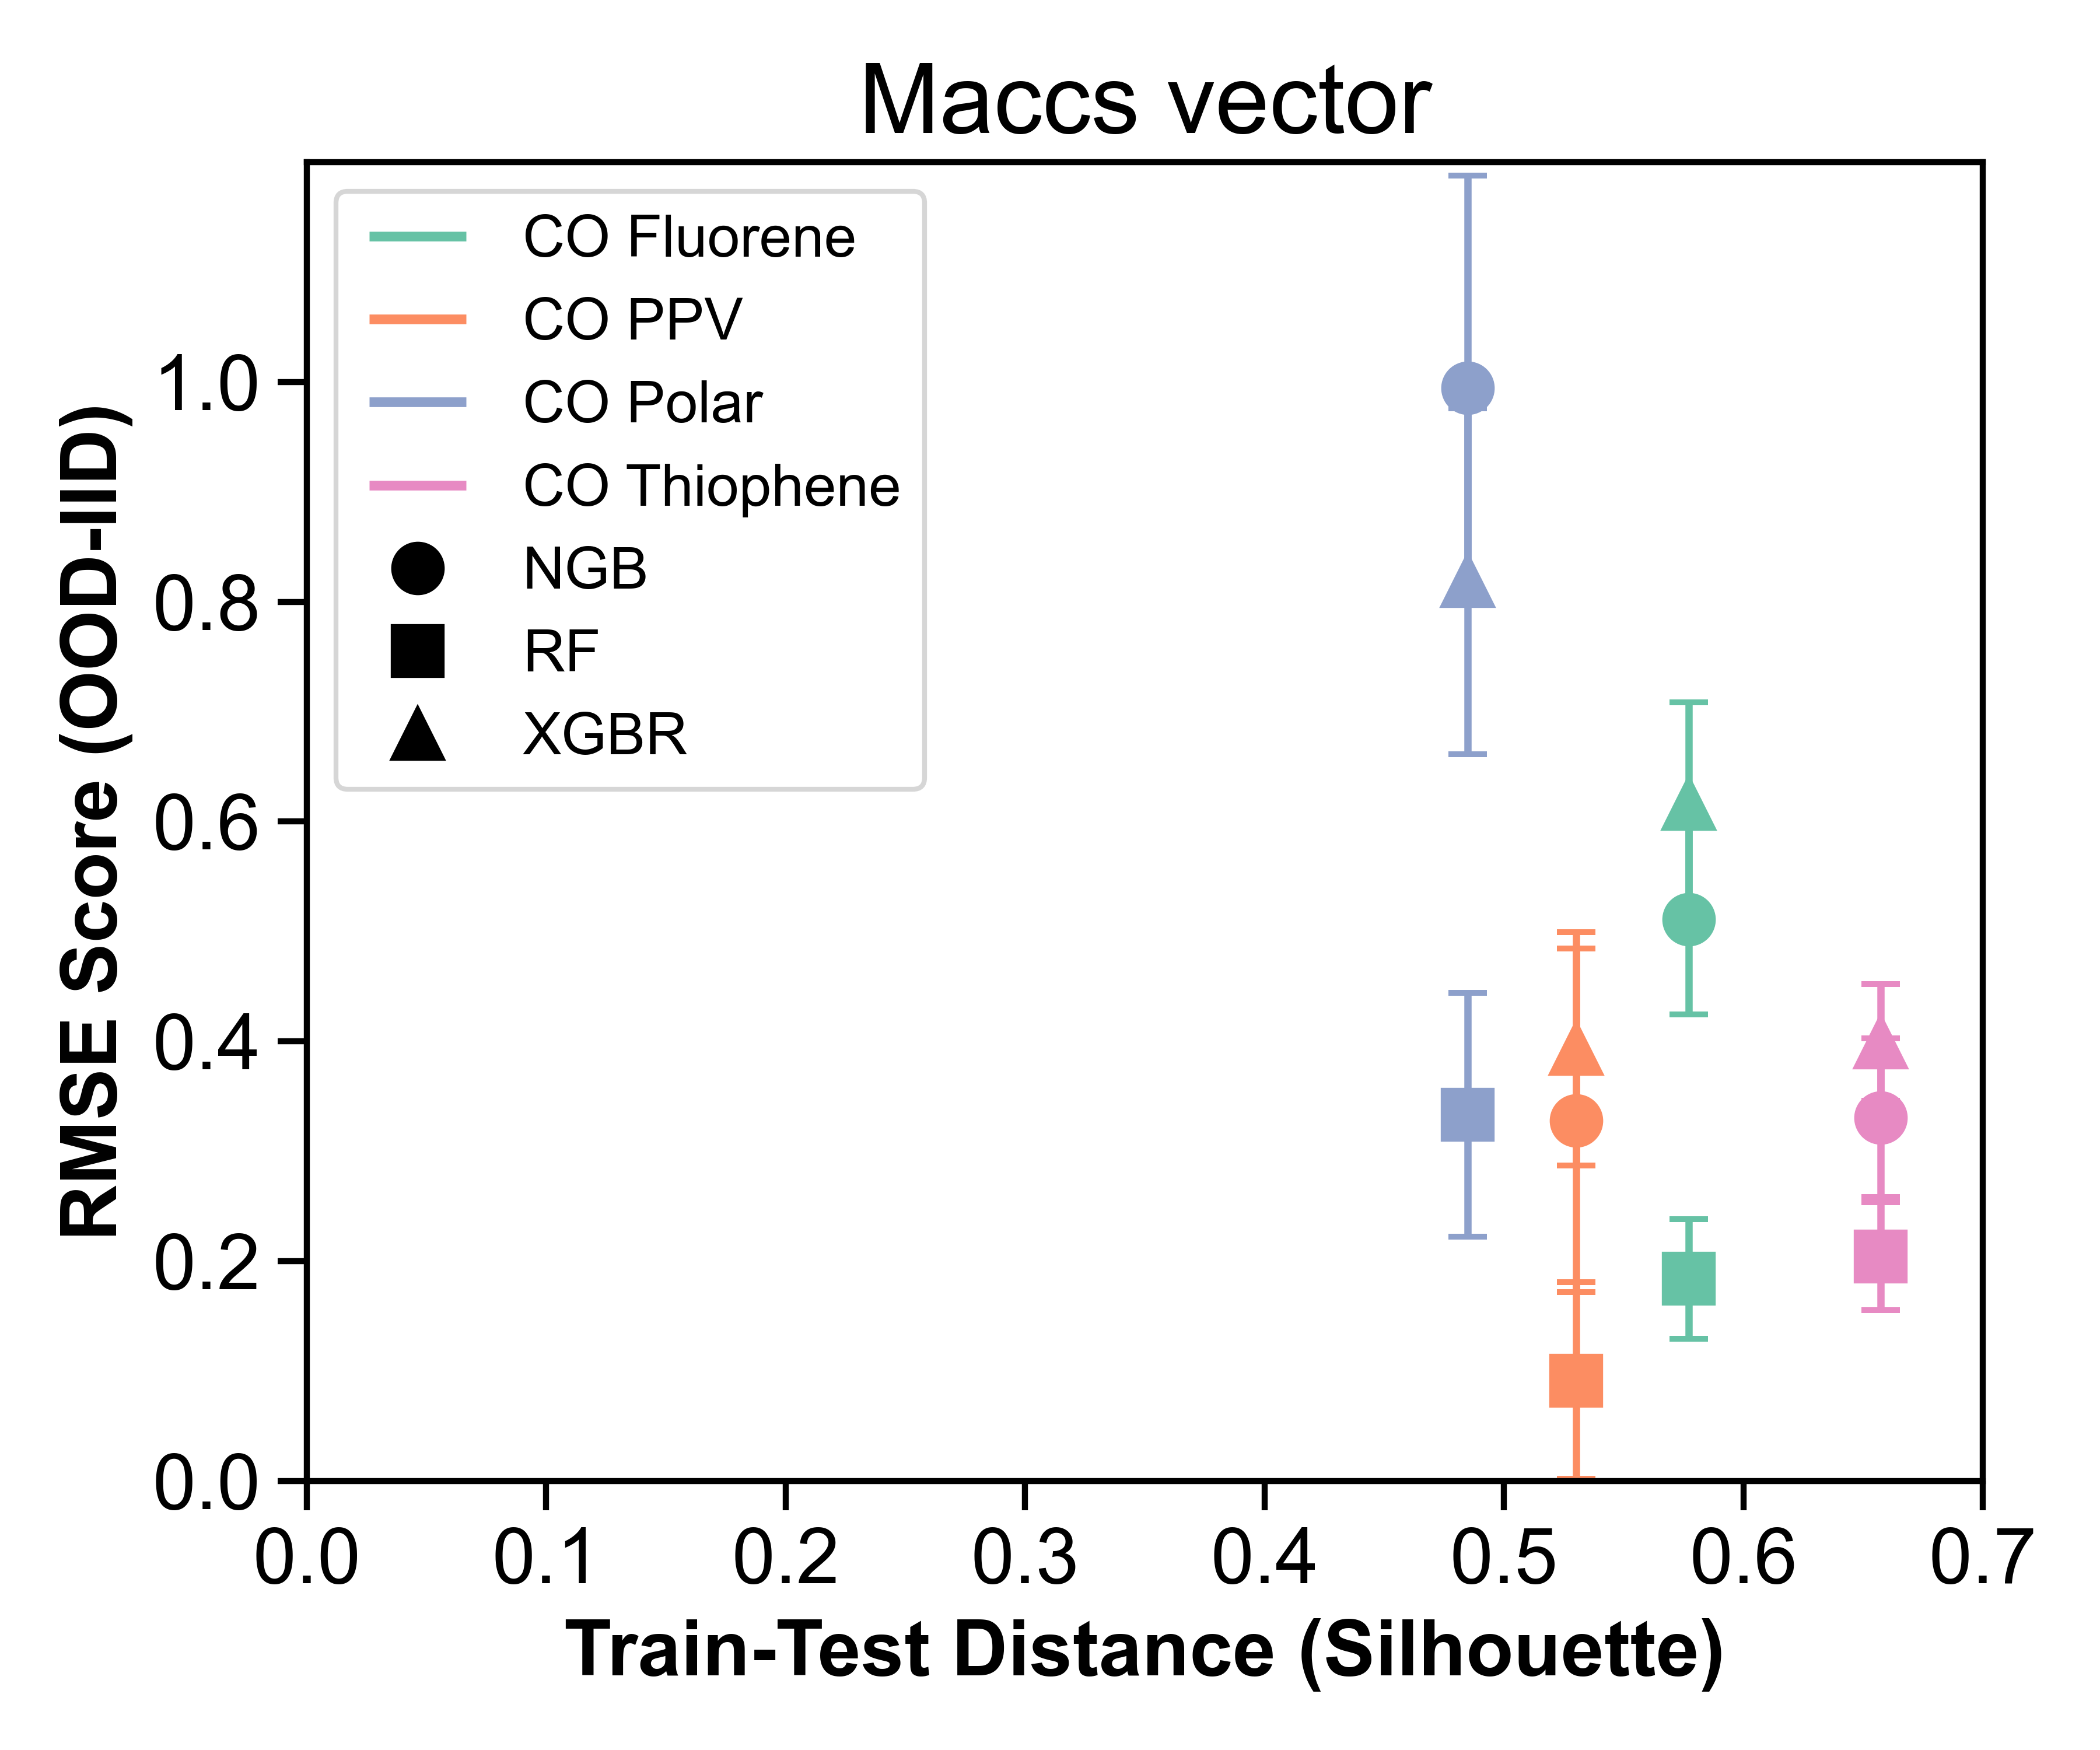 Maccs vector
CO Fluorene
CO PPV
CO Polar
CO Thiophene
NGB
RF
XGBR
RMSE Score (OOD-IID)
1.0
0.8
0.6
0.4
0.2
0.0
0.0 0.1 0.2 0.3 0.4 0.5 0.6 0.7
Train-Test Distance (Silhouette)